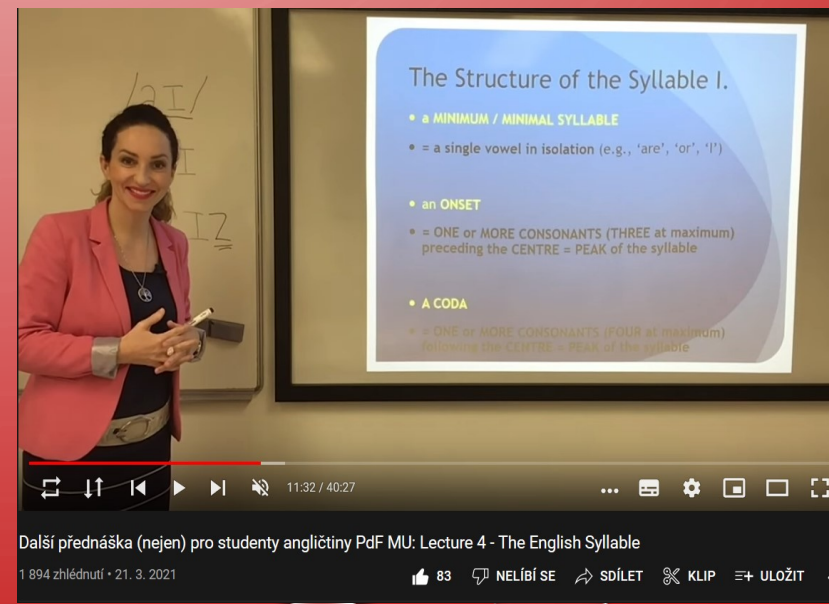 /aI/
I
IZ
The Structure of the Syllable I.
• a MINIMUM / MINIMAL SYLLABLE
• = a single vowel in isolation (e.g., ‘are’, ‘or’, ‘I’)
• an ONSET
• = ONE or MORE CONSONANTS (THREE at maximum)
preceding the CENTRE = PEAK of the syllable
• A CODA
• = ONE or MORE CONSONANTS (FOUR at maximum)
following the CENTRE = PEAK of the syllable
11:32 / 40:27
Další přednáška (nejen) pro studenty angličtiny PdF MU: Lecture 4 - The English Syllable
1 894 zhlédnutí • 21. 3. 2021
83 NELÍBÍ SE SDÍLET KLIP ULOŽIT